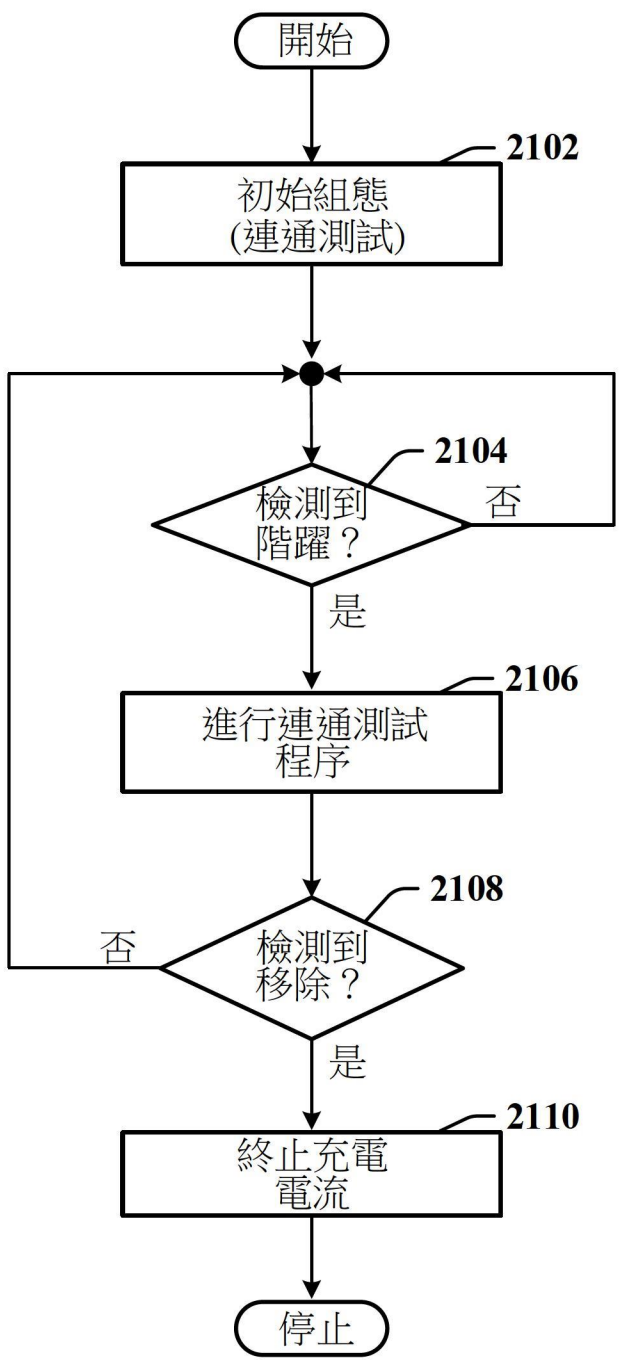 開始
2102
初始組態
(連通測試)
2104
檢測到
階躍？
否
是
2106
進行連通測試
程序
2108
檢測到
移除？
否
是
2110
終止充電
電流
停止